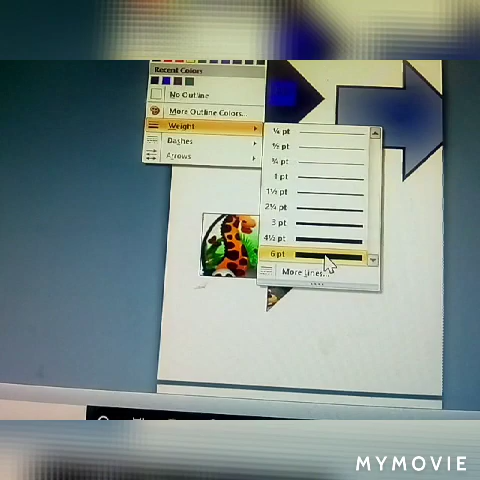 Recent Colors
No Outline
More Outline Colors...
Weight
Dashes
Arrows
¼ pt
½ pt
¾ pt
1 pt
1½ pt
2¼ pt
3 pt
4½ pt
6 pt
More Lines...
MYMOVIE